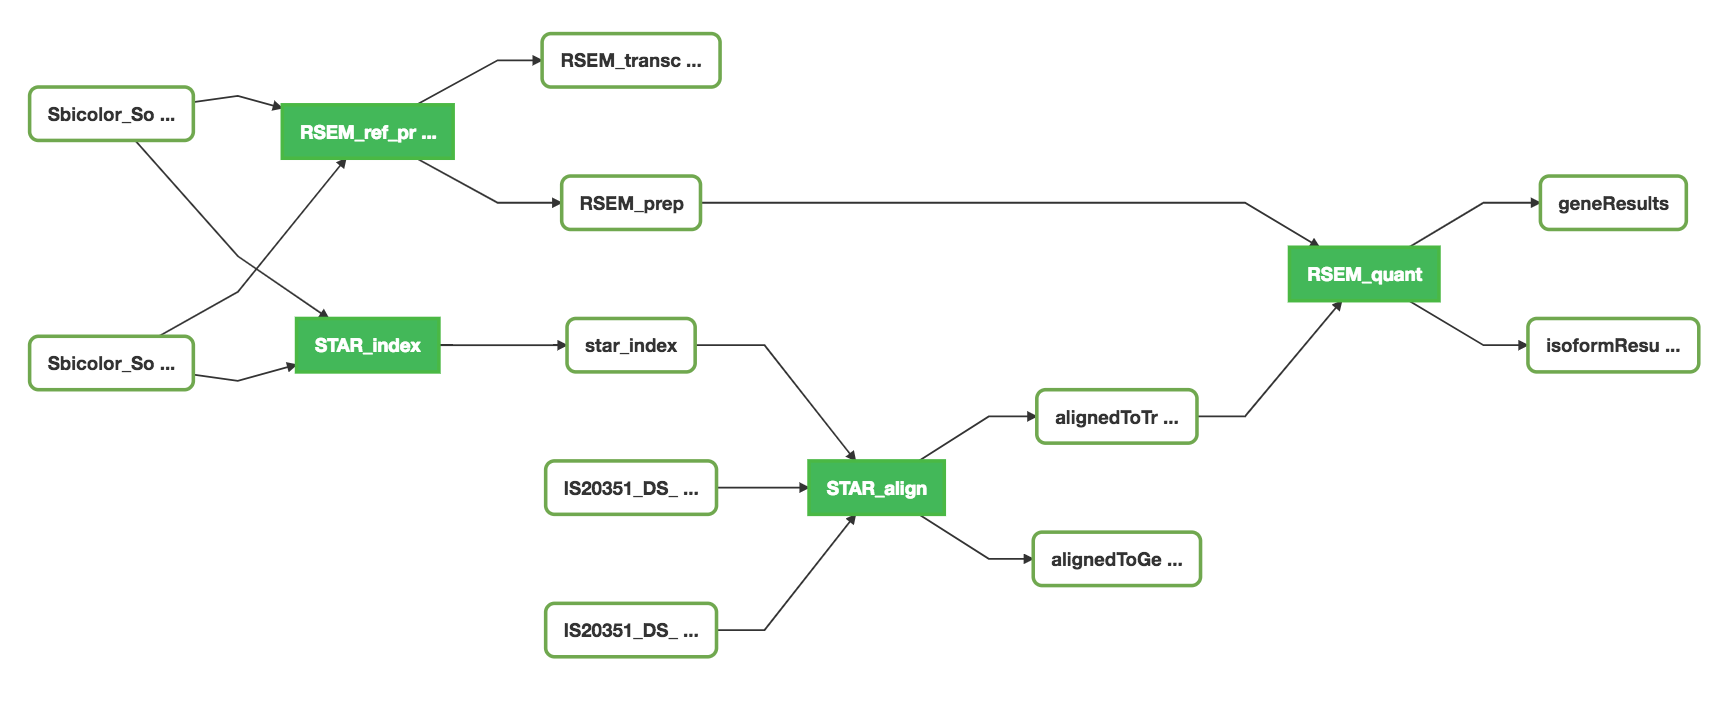 RSEM_transc ...
Sbicolor_So ...
RSEM_ref_pr ...
RSEM_prep
geneResults
RSEM_quant
Sbicolor_So ...
STAR_index
star_index
isoformResu ...
alignedToTr ...
IS20351_DS_ ...
STAR_align
alignedToGe ...
IS20351_DS_ ...